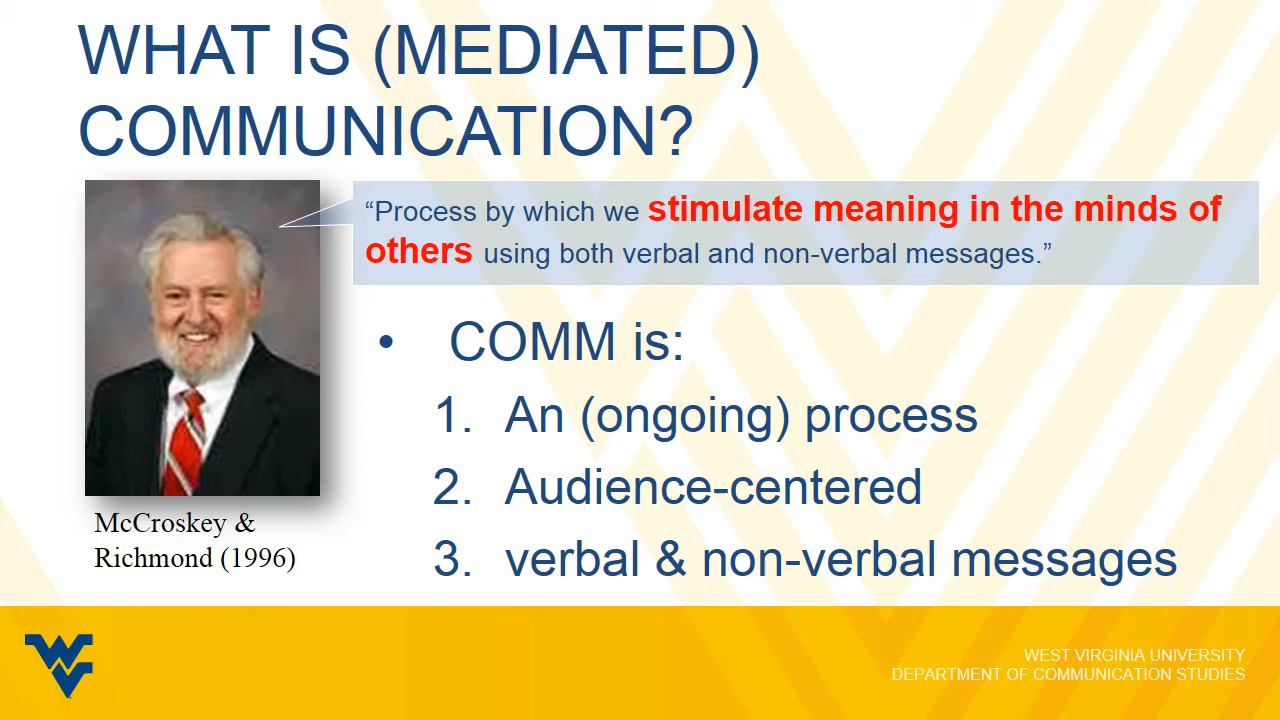 WHAT IS (MEDIATED)
COMMUNICATION?
“Process by which we stimulate meaning in the minds of
others using both verbal and non-verbal messages.”
McCroskey &
Richmond (1996)
• COMM is:
1. An (ongoing) process
2. Audience-centered
3. verbal & non-verbal messages
WEST VIRGINIA UNIVERSITY
DEPARTMENT OF COMMUNICATION STUDIES